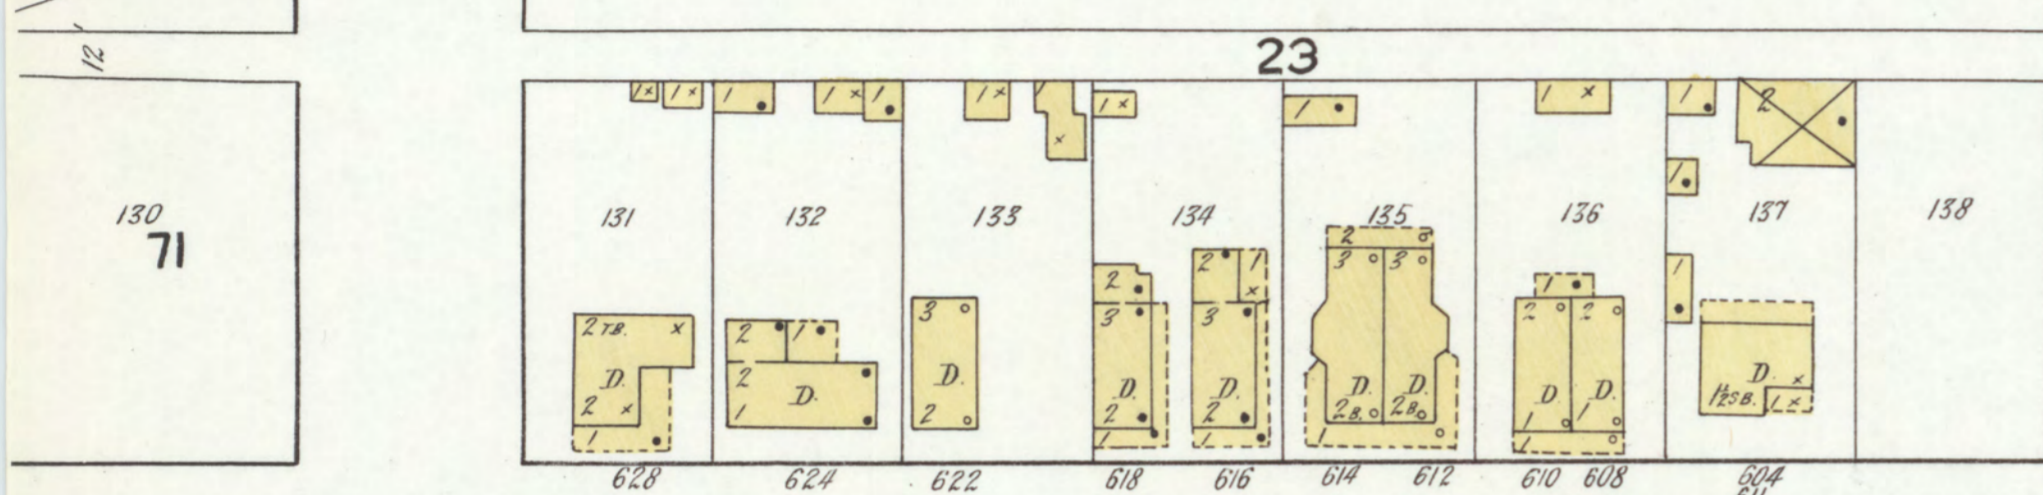 12
23
1 x 1 x 1 1 x 1 1 x 1 x 1 x 1 1 x 1 2
1
130 131 132 133 134 135 136 137 138
71
2 3 3
2 1 1
2 1 x 1
2 T.B. x 2 1 3 3 3 2 2
2 D. D. D. D. D. D. D. D. D. x
D. 1½ S.B. 1 x
2 x 1 2 2 2 2 B. 2 B. 1 1
1 1 1 1 1
628 624 622 618 616 614 612 610 608 604